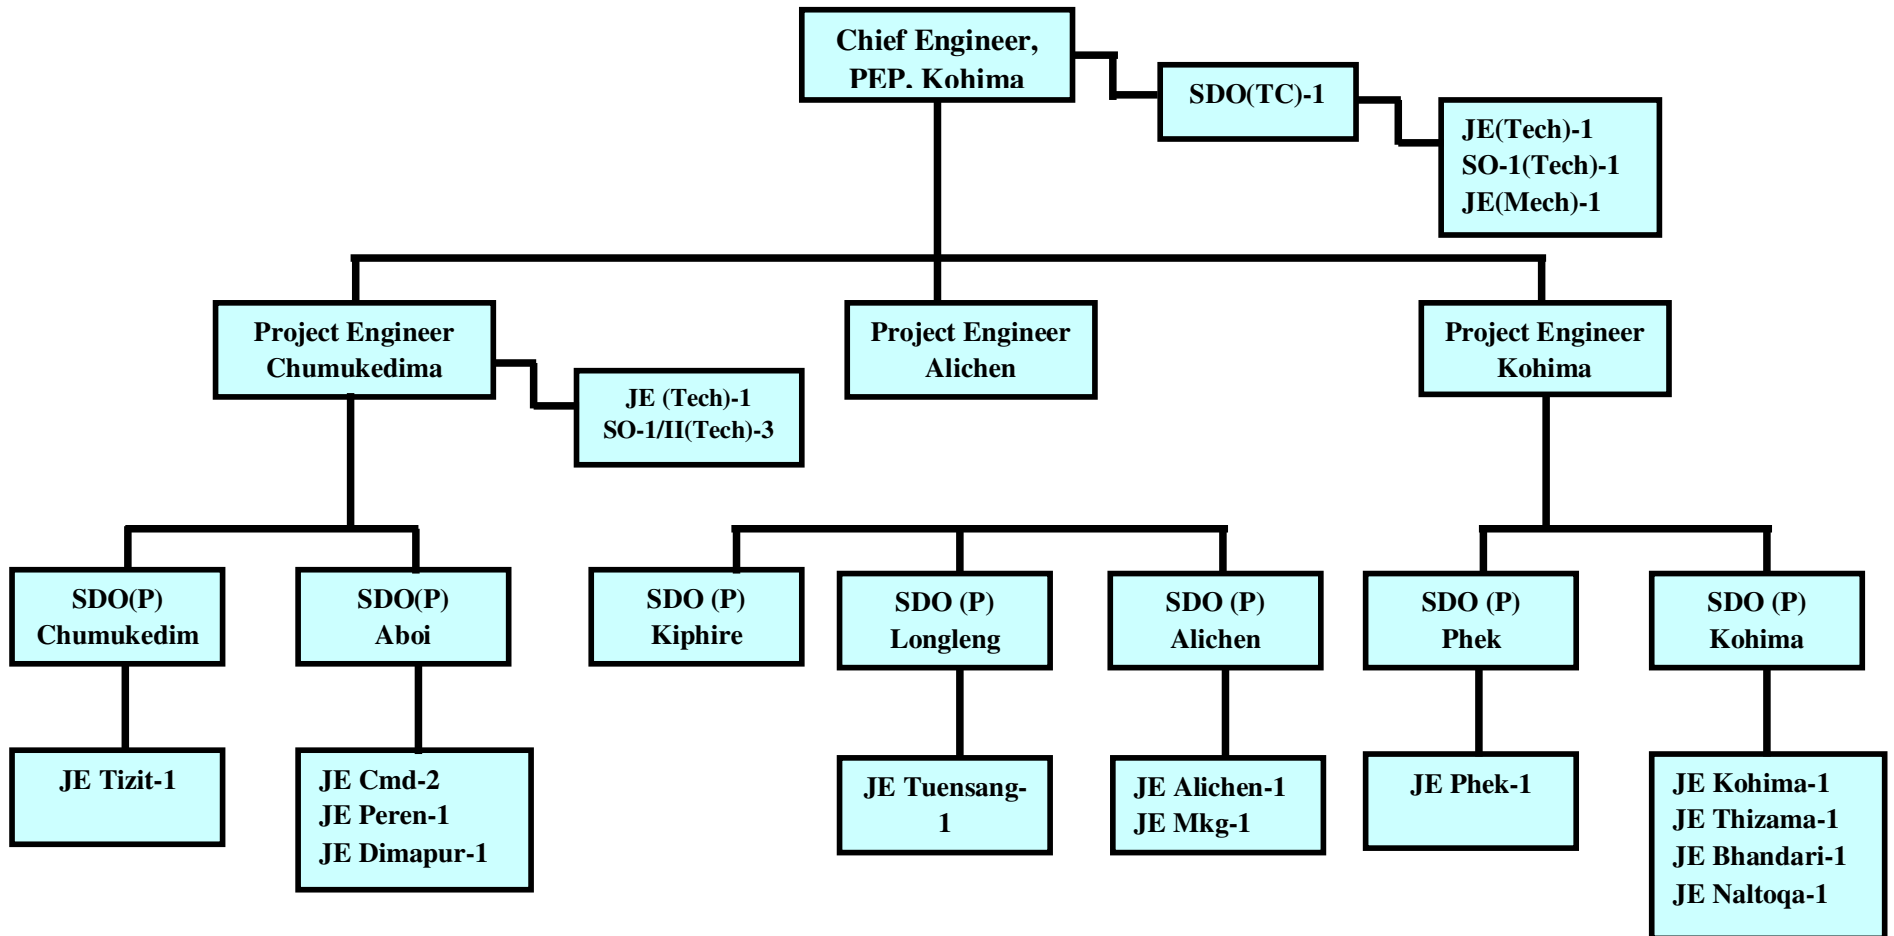 Chief Engineer,
PEP, Kohima
SDO(TC)-1
JE(Tech)-1
SO-1(Tech)-1
JE(Mech)-1
Project Engineer
Chumukedima
Project Engineer
Alichen
Project Engineer
Kohima
JE (Tech)-1
SO-1/II(Tech)-3
SDO(P)
Chumukedim
SDO(P)
Aboi
SDO (P)
Kiphire
SDO (P)
Longleng
SDO (P)
Alichen
SDO (P)
Phek
SDO (P)
Kohima
JE Tizit-1
JE Cmd-2
JE Peren-1
JE Dimapur-1
JE Tuensang-
1
JE Alichen-1
JE Mkg-1
JE Phek-1
JE Kohima-1
JE Thizama-1
JE Bhandari-1
JE Naltoqa-1